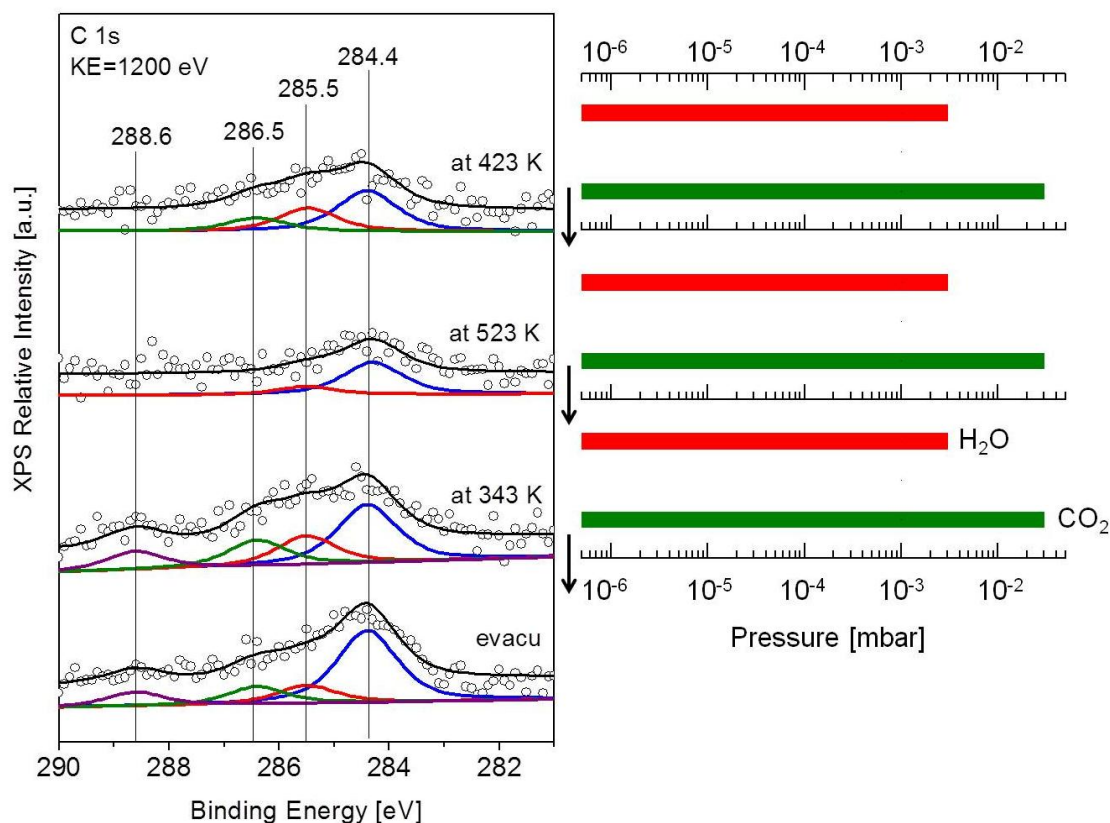 C 1s
KE=1200 eV
284.4
285.5
286.5
288.6
at 423 K
at 523 K
at 343 K
evacu
XPS Relative Intensity [a.u.]
290 288 286 284 282
Binding Energy [eV]
10⁻⁶ 10⁻⁵ 10⁻⁴ 10⁻³ 10⁻²
H₂O
CO₂
10⁻⁶ 10⁻⁵ 10⁻⁴ 10⁻³ 10⁻²
Pressure [mbar]